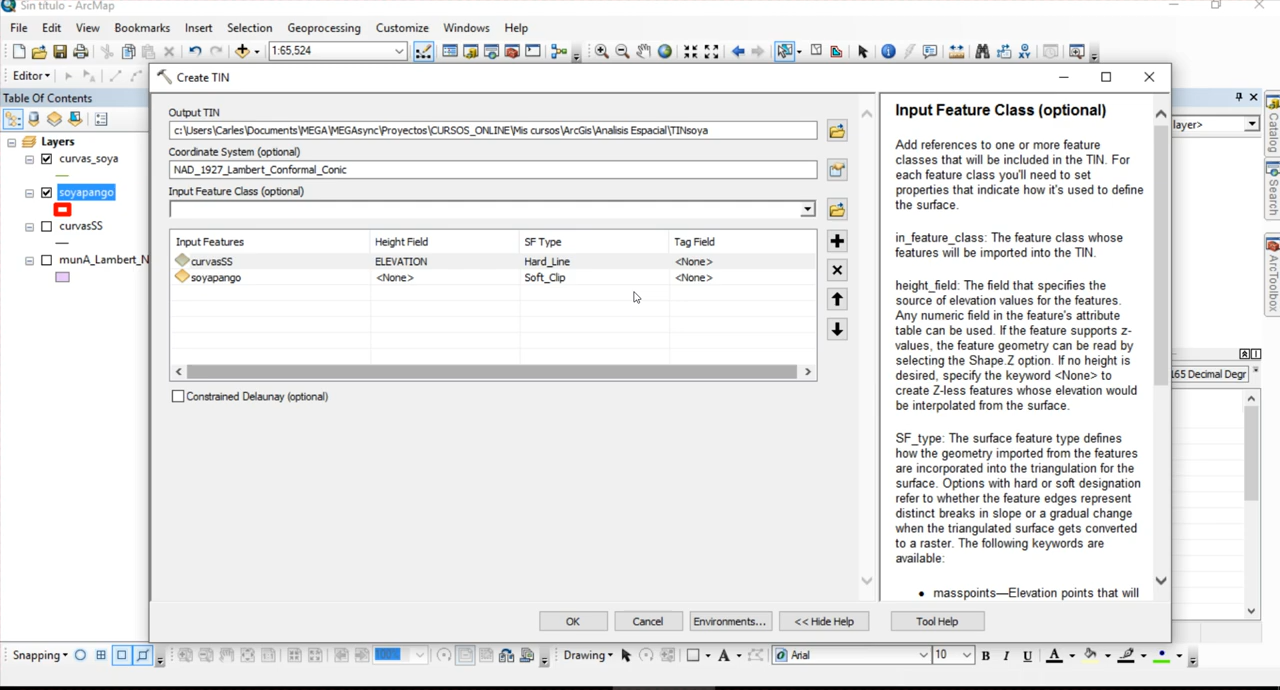 Sin título - ArcMap
File Edit View Bookmarks Insert Selection Geoprocessing Customize Windows Help
1:65,524
Editor
Create TIN
Table Of Contents
Layers
curvas_soya
soyapango
curvasSS
munA_Lambert_N
Output TIN
c:\Users\Carles\Documents\MEGA\MEGAsync\Proyectos\CURSOS_ONLINE\Mis cursos\ArcGis\Analisis Espacial\TINsoya
Coordinate System (optional)
NAD_1927_Lambert_Conformal_Conic
Input Feature Class (optional)
Input Features Height Field SF Type Tag Field
curvasSS ELEVATION Hard_Line <None>
soyapango <None> Soft_Clip <None>
Constrained Delaunay (optional)
Input Feature Class (optional)
Add references to one or more feature
classes that will be included in the TIN. For
each feature class you'll need to set
properties that indicate how it's used to define
the surface.
in_feature_class: The feature class whose
features will be imported into the TIN.
height_field: The field that specifies the
source of elevation values for the features.
Any numeric field in the feature's attribute
table can be used. If the feature supports z-
values, the feature geometry can be read by
selecting the Shape.Z option. If no height is
desired, specify the keyword <None> to
create Z-less features whose elevation would
be interpolated from the surface.
SF_type: The surface feature type defines
how the geometry imported from the features
are incorporated into the triangulation for the
surface. Options with hard or soft designation
refer to whether the feature edges represent
distinct breaks in slope or a gradual change
when the triangulated surface gets converted
to a raster. The following keywords are
available:
• masspoints—Elevation points that will
OK Cancel Environments... << Hide Help Tool Help
layer>
165 Decimal Degr
Catalog
Search
ArcToolbox
Snapping
Drawing
A
Arial
10
B I U A